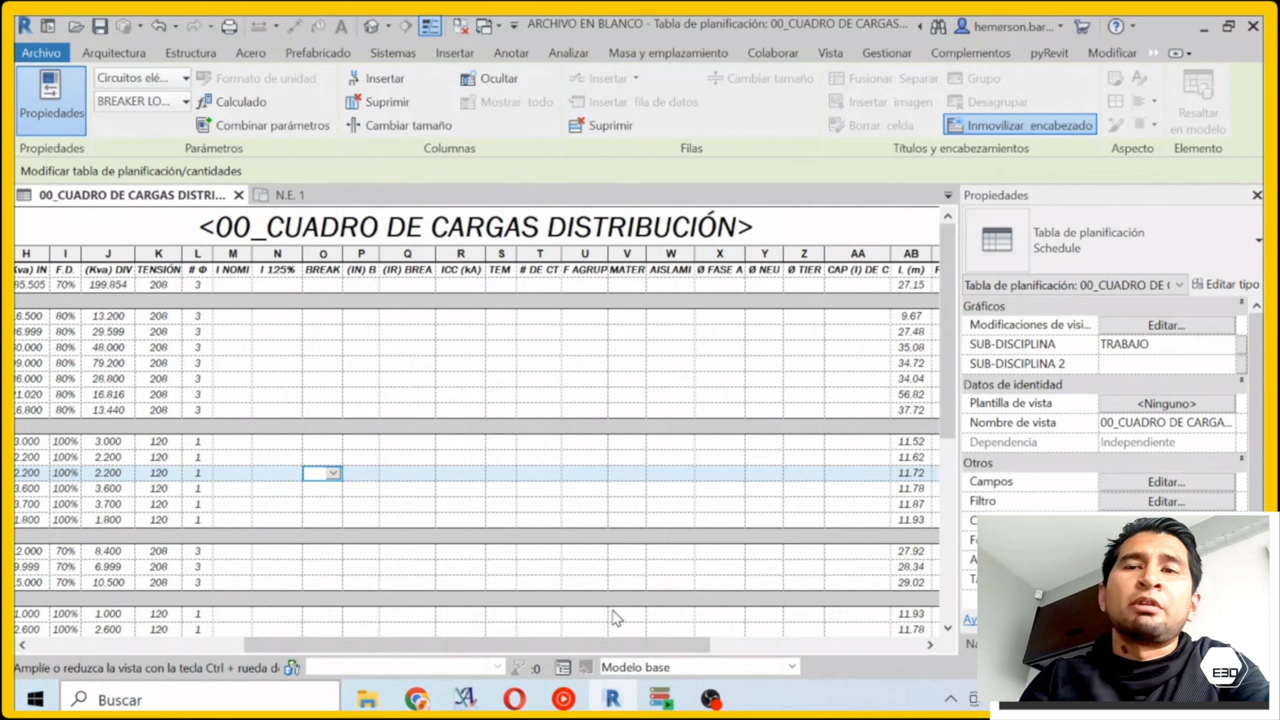 ARCHIVO EN BLANCO - Tabla de planificación: 00_CUADRO DE CARGAS... hemerson.bar...
Archivo Arquitectura Estructura Acero Prefabricado Sistemas Insertar Anotar Analizar Masa y emplazamiento Colaborar Vista Gestionar Complementos pyRevit Modificar
Propiedades
Circuitos elé... Formato de unidad Insertar Ocultar Insertar Cambiar tamaño Fusionar Separar Grupo
BREAKER LO... Calculado Suprimir Mostrar todo Insertar fila de datos Insertar imagen Desagrupar Resaltar en modelo
Combinar parámetros Cambiar tamaño Suprimir Borrar celda Inmovilizar encabezado
Propiedades Parámetros Columnas Filas Títulos y encabezamientos Aspecto Elemento
Modificar tabla de planificación/cantidades
00_CUADRO DE CARGAS DISTRI... N.E. 1
<00_CUADRO DE CARGAS DISTRIBUCIÓN>
H I J K L M N O P Q R S T U V W X Y Z AA AB
(Kva) IN F.D. (Kva) DIV TENSIÓN # Φ I NOMI I 125% BREAK (IN) B (IR) BREA ICC (kA) TEM # DE CT F AGRUP MATER AISLAMI Ø FASE A Ø NEU Ø TIER CAP (I) DE C L (m)
85.505 70% 199.854 208 3 27.15
6.500 80% 13.200 208 3 9.67
36.999 80% 29.599 208 3 27.48
0.000 80% 48.000 208 3 35.08
9.000 80% 79.200 208 3 34.72
36.000 80% 28.800 208 3 34.04
21.020 80% 16.816 208 3 56.82
6.800 80% 13.440 208 3 37.72
3.000 100% 3.000 120 1 11.52
2.200 100% 2.200 120 1 11.62
2.200 100% 2.200 120 1 11.72
3.600 100% 3.600 120 1 11.78
3.700 100% 3.700 120 1 11.87
1.800 100% 1.800 120 1 11.93
2.000 70% 8.400 208 3 27.92
9.999 70% 6.999 208 3 28.34
5.000 70% 10.500 208 3 29.02
1.000 100% 1.000 120 1 11.93
2.600 100% 2.600 120 1 11.78
Propiedades
Tabla de planificación
Schedule
Tabla de planificación: 00_CUADRO DE C Editar tipo
Gráficos
Modificaciones de visi... Editar...
SUB-DISCIPLINA TRABAJO
SUB-DISCIPLINA 2
Datos de identidad
Plantilla de vista <Ninguno>
Nombre de vista 00_CUADRO DE CARGA...
Dependencia Independiente
Otros
Campos Editar...
Filtro Editar...
Amplíe o reduzca la vista con la tecla Ctrl + rueda d :0 Modelo base
Buscar
E3D